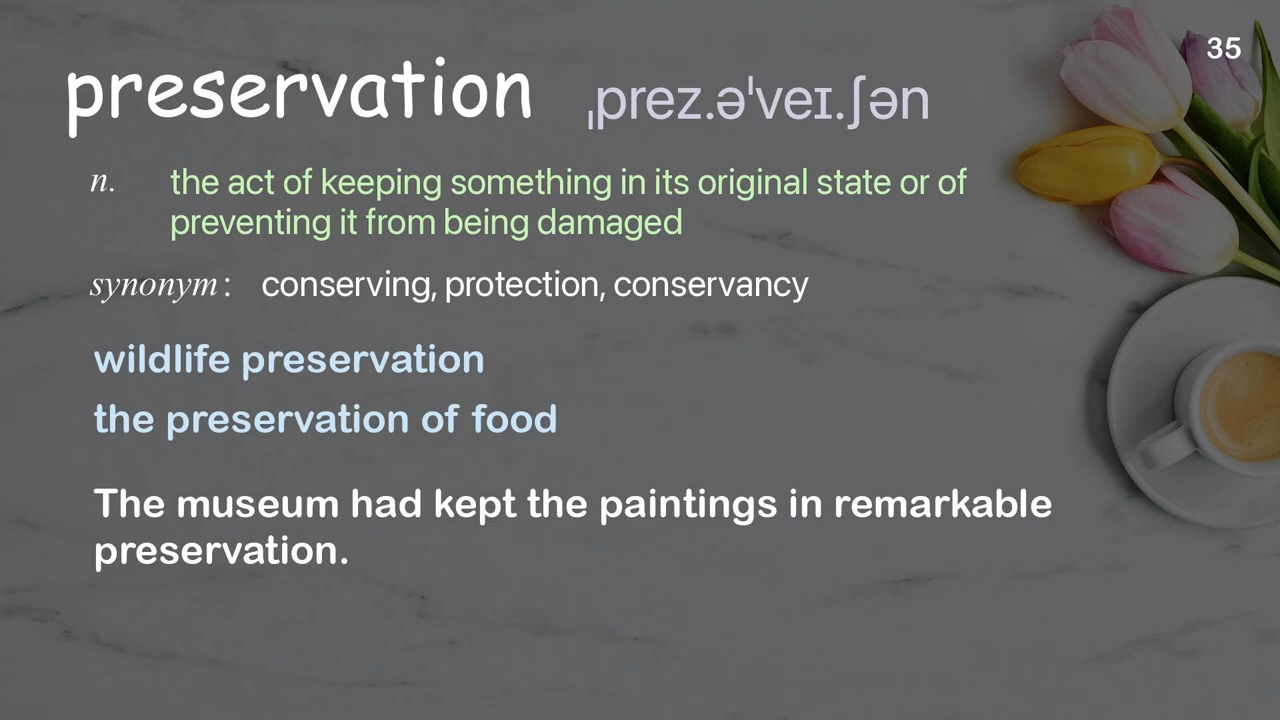 35
preservation ˌprez.əˈveɪ.ʃən
n. the act of keeping something in its original state or of
preventing it from being damaged
synonym: conserving, protection, conservancy
wildlife preservation
the preservation of food
The museum had kept the paintings in remarkable
preservation.